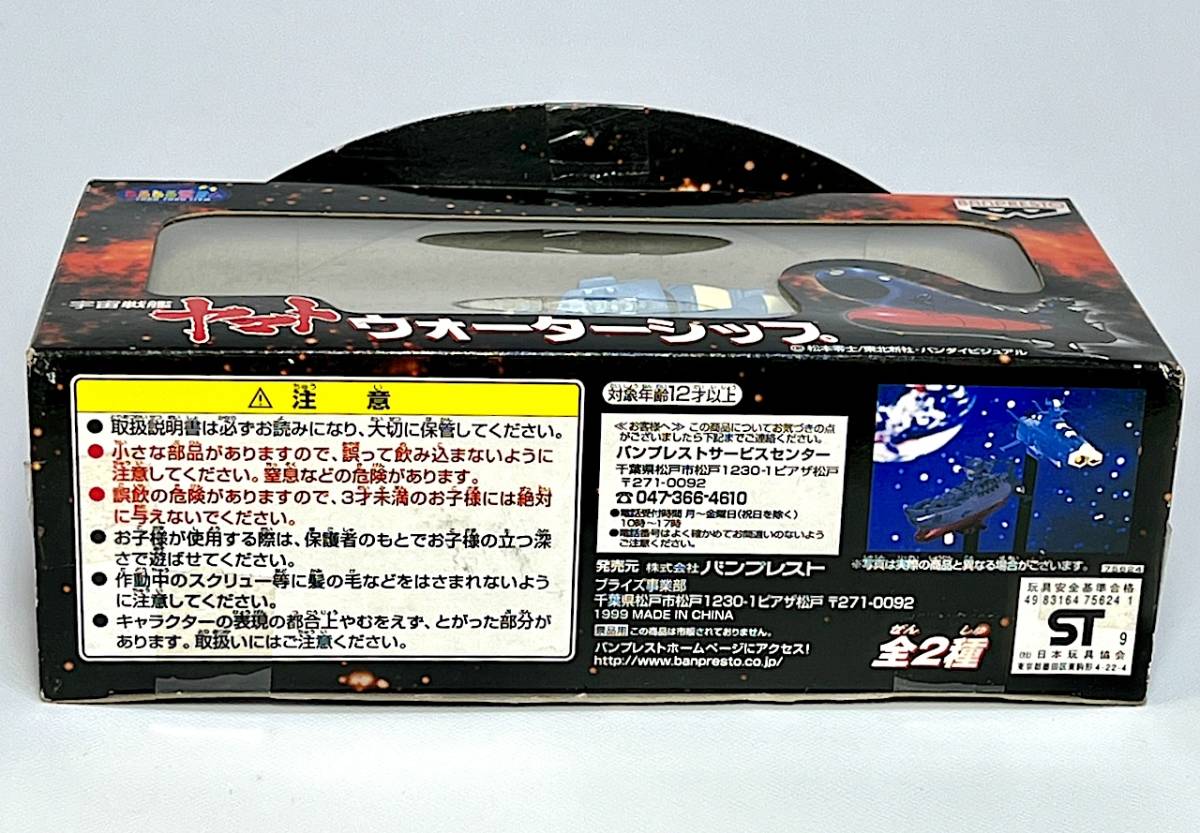 BANPRESTO
宇宙戦艦
ヤマト ウォーターシップ。
© 松本零士/東北新社・バンダイビジュアル
⚠ 注意
● 取扱説明書は必ずお読みになり、大切に保管してください。
● 小さな部品がありますので、誤って飲み込まないように
注意してください。窒息などの危険があります。
● 誤飲の危険がありますので、3才未満のお子様には絶対
に与えないでください。
● お子様が使用する際は、保護者のもとでお子様の立つ深
さで遊ばせてください。
● 作動中のスクリュー等に髪の毛などをはさまれないよう
に注意してください。
● キャラクターの表現の都合上やむをえず、とがった部分が
あります。取扱いにはご注意ください。
対象年齢12才以上
≪お客様へ≫ この商品についてお気づきの点
がございましたら下記までご連絡ください。
バンプレストサービスセンター
千葉県松戸市松戸1230-1ピアザ松戸
〒271-0092
☎047-366-4610
●電話受付時間 月〜金曜日(祝日を除く)
10時〜17時
●電話番号はよく確かめてお間違いのないよう
ご注意ください。
発売元 株式会社 バンプレスト
プライズ事業部
千葉県松戸市松戸1230-1ピアザ松戸 〒271-0092
1999 MADE IN CHINA
景品用 この商品は市販されておりません。
バンプレストホームページにアクセス!
http://www.banpresto.co.jp/
※写真は実際の商品と異なる場合がございます。
75624
全2種
玩具安全基準合格
49 83164 75624 1
ST 9
㈳ 日本玩具協会
東京都墨田区東駒形4-22-4